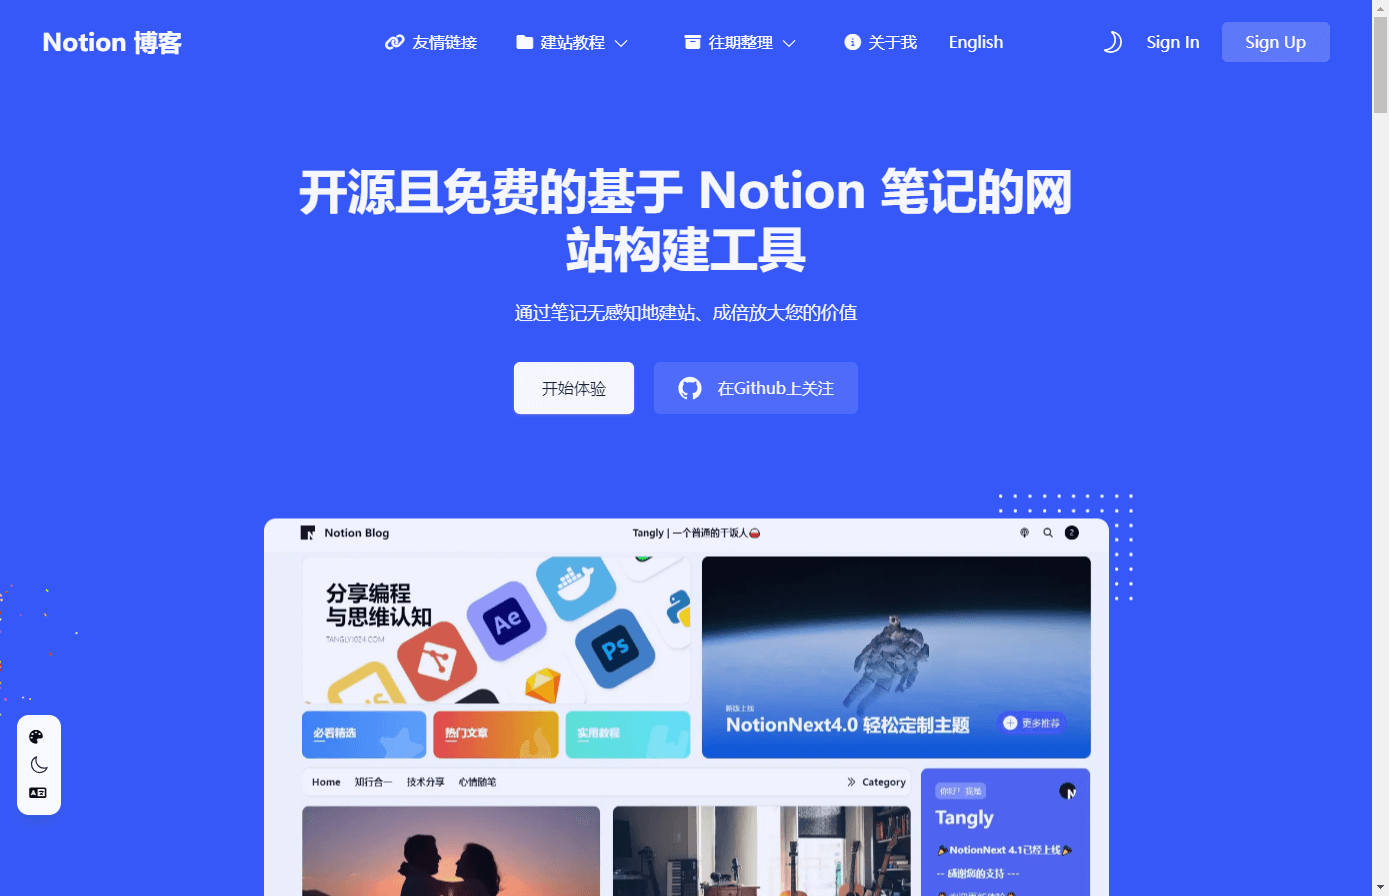 Notion 博客
友情链接
建站教程
往期整理
关于我
English
Sign In
Sign Up
开源且免费的基于 Notion 笔记的网
站构建工具
通过笔记无感知地建站、成倍放大您的价值
开始体验
在Github上关注
Notion Blog
Tangly | 一个普通的干饭人🍚
2
分享编程
与思维认知
TANGLY1024.COM
Ae
Ps
新版上线
NotionNext4.0 轻松定制主题
更多推荐
必看精选
热门文章
实用教程
Home 知行合一 技术分享 心情随笔
Category
你好！我是
Tangly
🎉NotionNext 4.1已经上线🎉
-- 感谢您的支持 ---